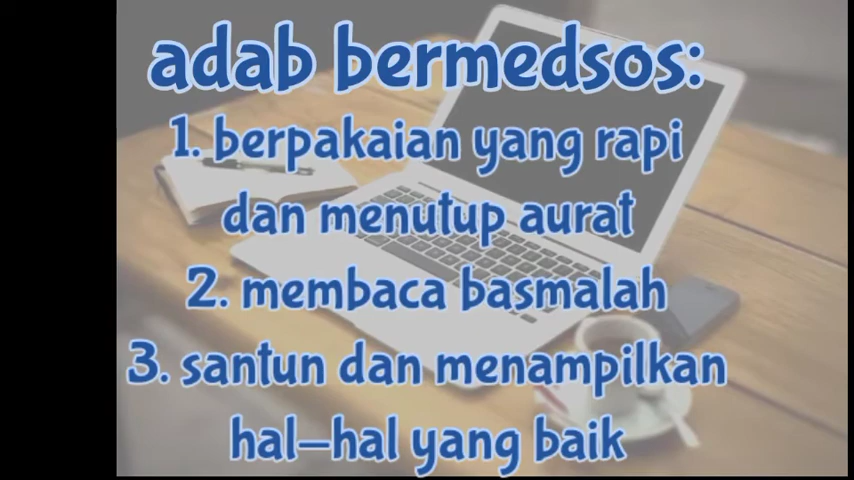 adab bermedsos:
1. berpakaian yang rapi
dan menutup aurat
2. membaca basmalah
3. santun dan menampilkan
hal-hal yang baik